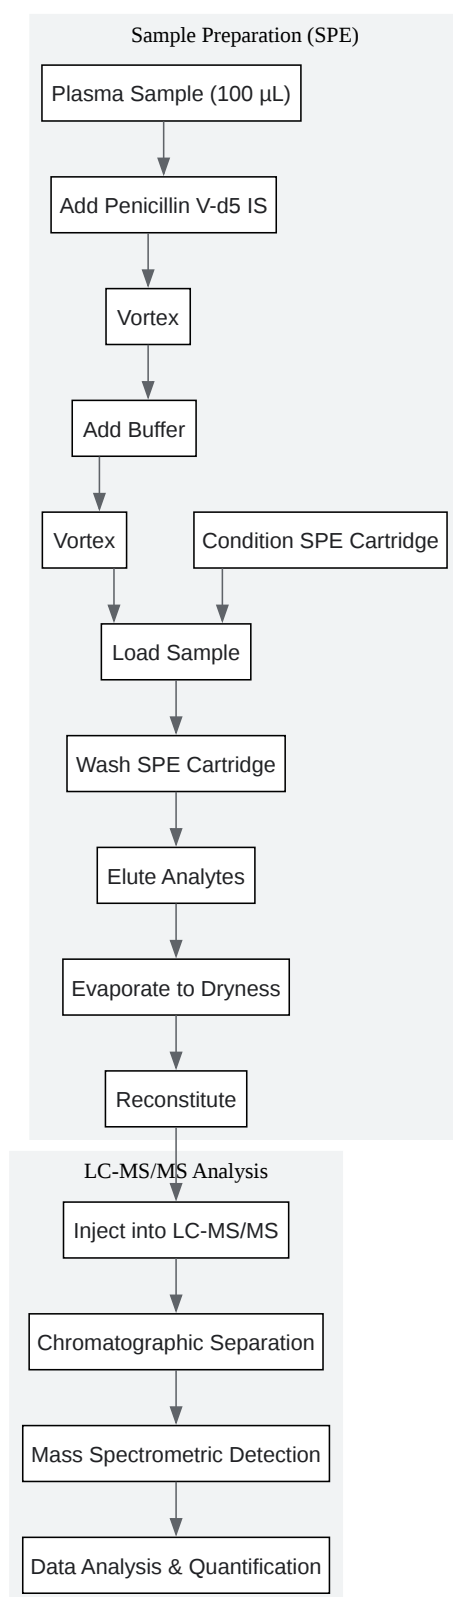 Sample Preparation (SPE)
Plasma Sample (100 µL)
Add Penicillin V-d5 IS
Vortex
Add Buffer
Vortex
Condition SPE Cartridge
Load Sample
Wash SPE Cartridge
Elute Analytes
Evaporate to Dryness
Reconstitute
LC-MS/MS Analysis
Inject into LC-MS/MS
Chromatographic Separation
Mass Spectrometric Detection
Data Analysis & Quantification